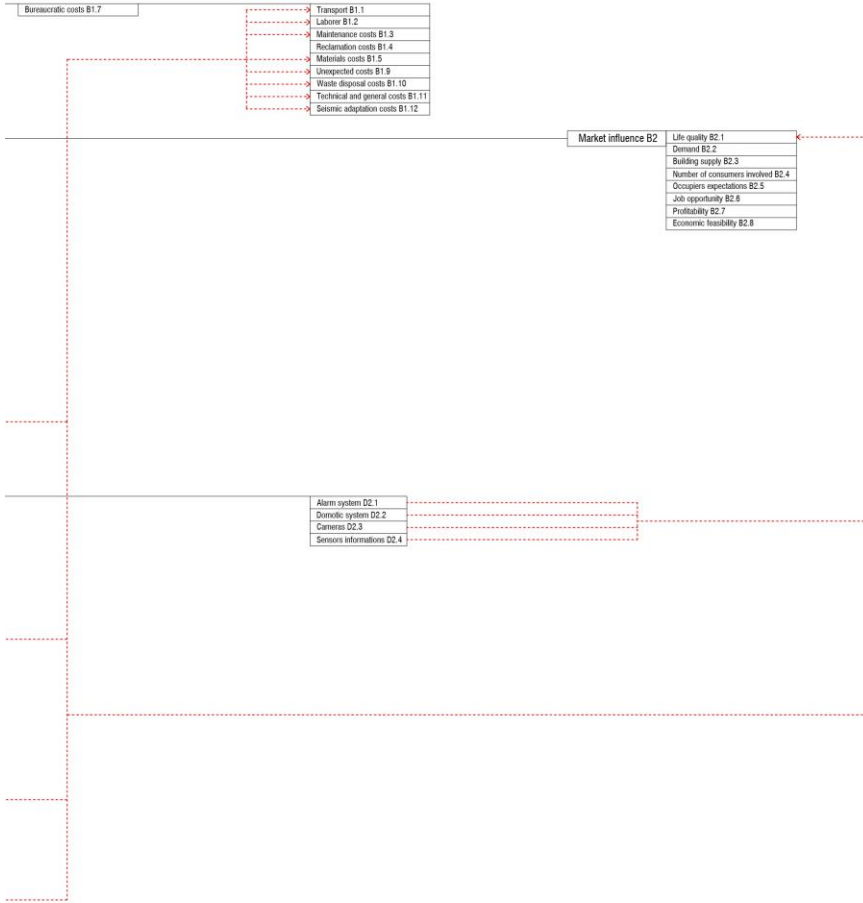 Bureaucratic costs B1.7
Transport B1.1
Laborer B1.2
Maintenance costs B1.3
Reclamation costs B1.4
Materials costs B1.5
Unexpected costs B1.9
Waste disposal costs B1.10
Technical and general costs B1.11
Seismic adaptation costs B1.12
Market influence B2
Life quality B2.1
Demand B2.2
Building supply B2.3
Number of consumers involved B2.4
Occupiers expectations B2.5
Job opportunity B2.6
Profitability B2.7
Economic feasibility B2.8
Alarm system D2.1
Domotic system D2.2
Cameras D2.3
Sensors informations D2.4